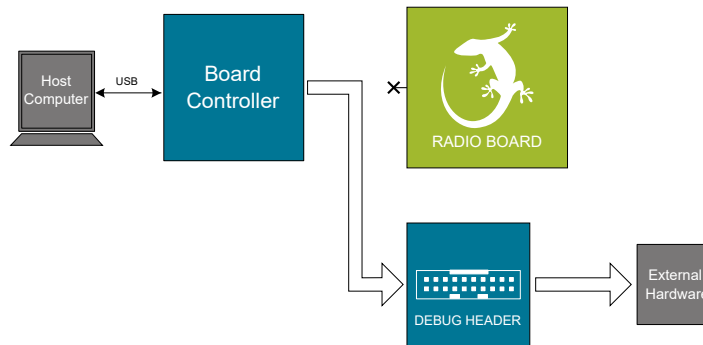 Host
Computer
USB
Board
Controller
RADIO BOARD
DEBUG HEADER
External
Hardware